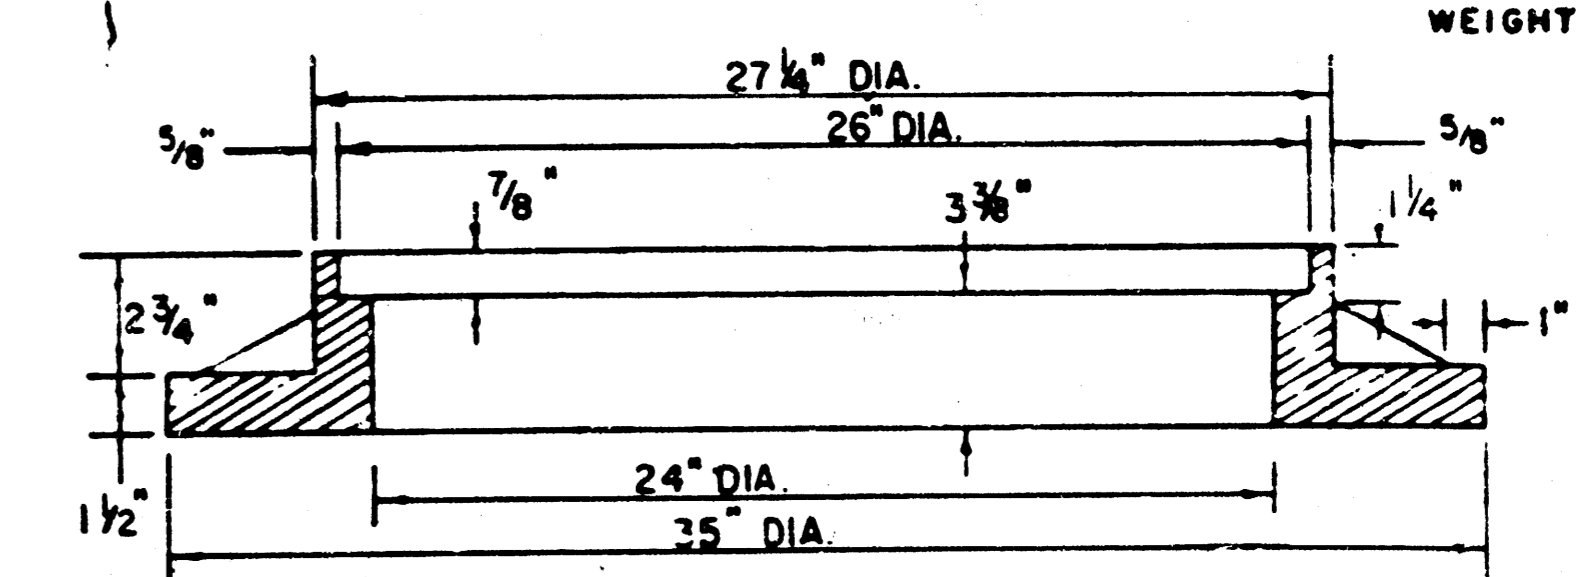 WEIGHT
27 1/4" DIA.
26" DIA.
5/8"
5/8"
7/8"
3 3/8"
1 1/4"
2 3/4"
1"
1 1/2"
24" DIA.
35" DIA.